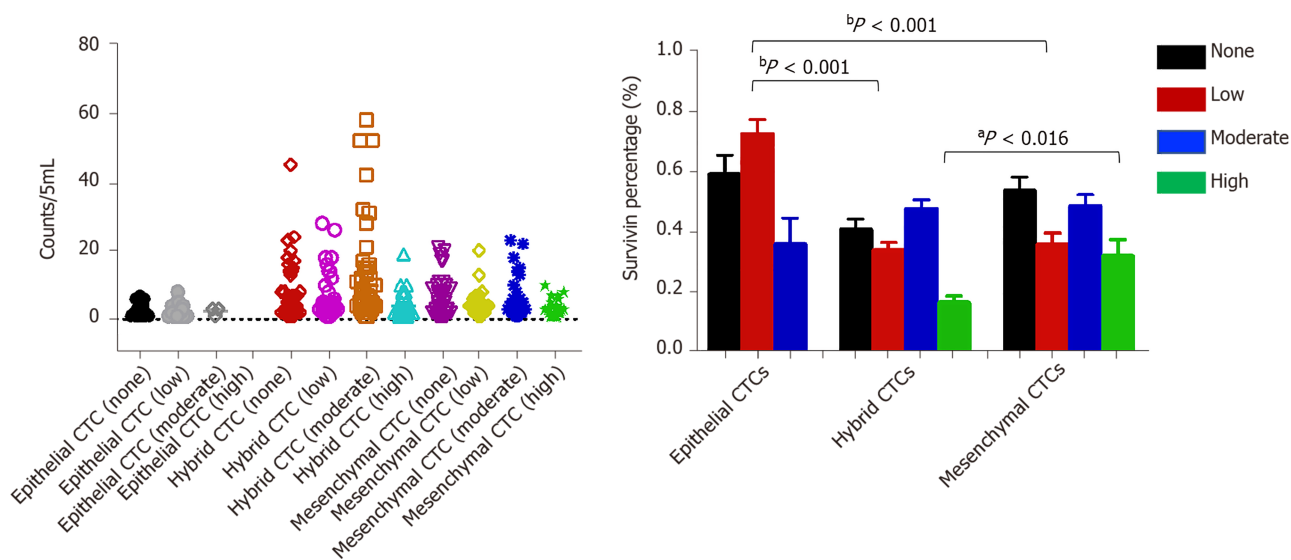 80
60
40
20
0
Counts/5mL
Epithelial CTC (none)
Epithelial CTC (low)
Epithelial CTC (moderate)
Epithelial CTC (high)
Hybrid CTC (none)
Hybrid CTC (low)
Hybrid CTC (moderate)
Hybrid CTC (high)
Mesenchymal CTC (none)
Mesenchymal CTC (low)
Mesenchymal CTC (moderate)
Mesenchymal CTC (high)
bP < 0.001
bP < 0.001
aP < 0.016
1.0
0.8
0.6
0.4
0.2
0.0
Survivin percentage (%)
Epithelial CTCs
Hybrid CTCs
Mesenchymal CTCs
None
Low
Moderate
High